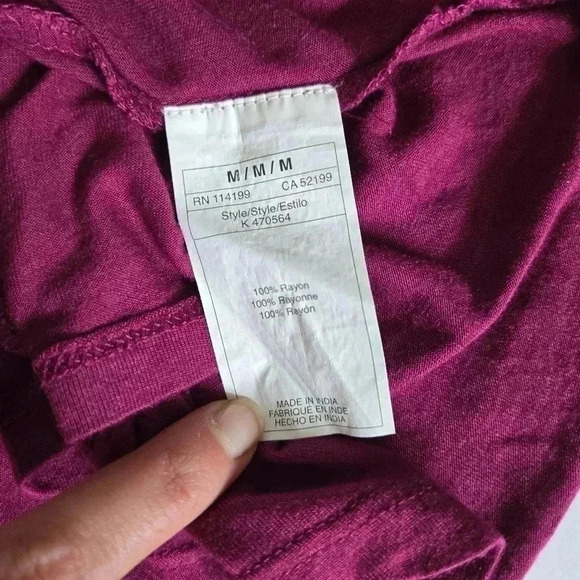 M / M / M
RN 114199 CA 52199
Style/Style/Estilo
K 470564
100% Rayon
100% Rayonne
100% Rayón
MADE IN INDIA
FABRIQUE EN INDE
HECHO EN INDIA